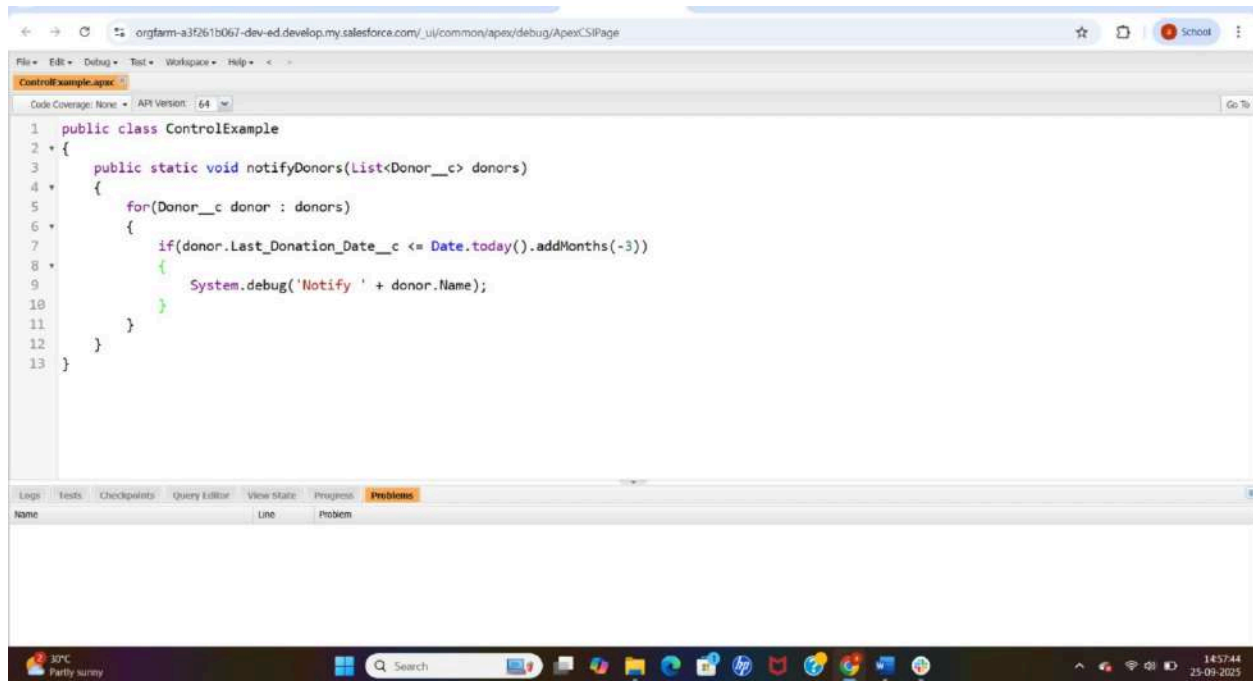 orgfarm-a3f261b067-dev-ed.develop.my.salesforce.com/_ui/common/apex/debug/ApexCSIPage School
File Edit Debug Test Workspace Help < >
ControlExample.apxc
Code Coverage: None API Version: 64 Go To
1 public class ControlExample
2 {
3 public static void notifyDonors(List<Donor__c> donors)
4 {
5 for(Donor__c donor : donors)
6 {
7 if(donor.Last_Donation_Date__c <= Date.today().addMonths(-3))
8 {
9 System.debug('Notify ' + donor.Name);
10 }
11 }
12 }
13 }
Logs Tests Checkpoints Query Editor View State Progress Problems
Name Line Problem
2 30°C Search 14:57:44
Partly sunny 25-09-2025